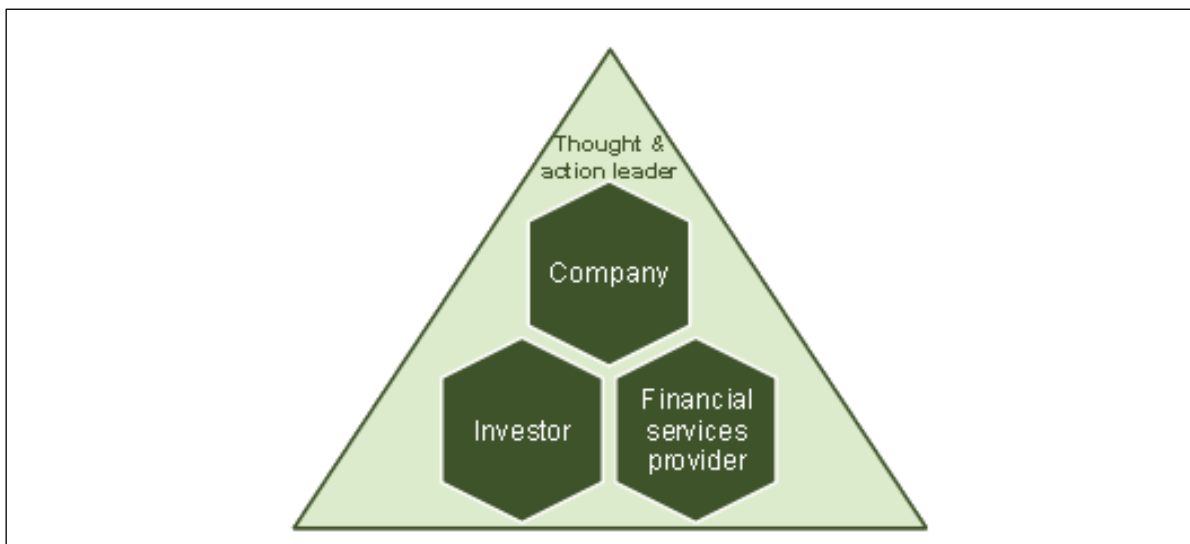 Thought &
action leader
Company
Investor
Financial
services
provider